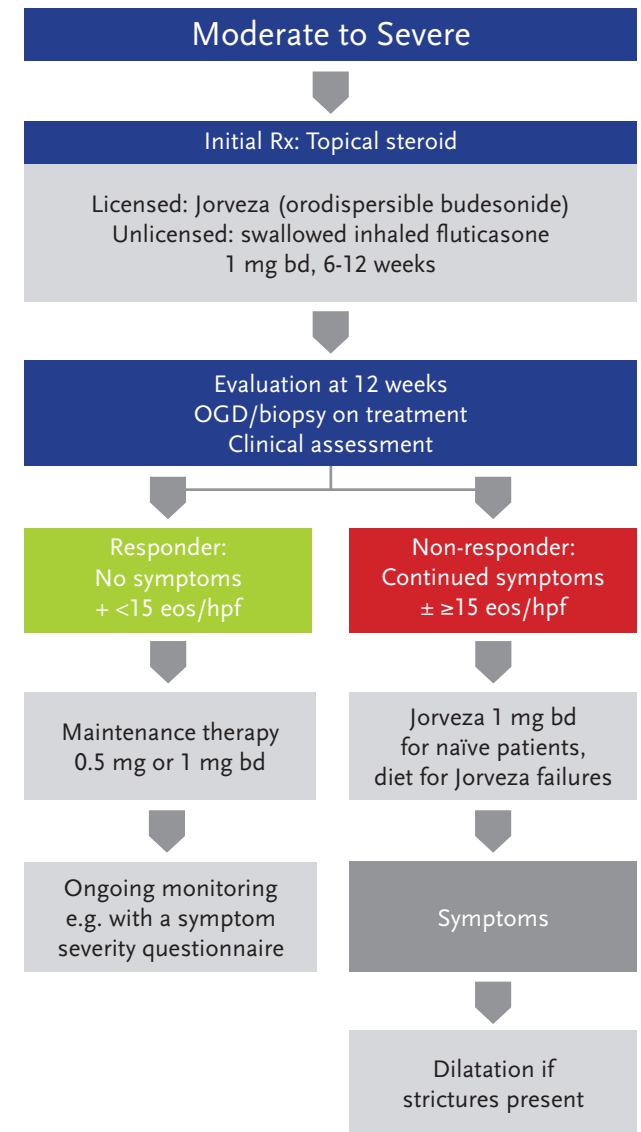 Moderate to Severe
Initial Rx: Topical steroid
Licensed: Jorveza (orodispersible budesonide)
Unlicensed: swallowed inhaled fluticasone
1 mg bd, 6-12 weeks
Evaluation at 12 weeks
OGD/biopsy on treatment
Clinical assessment
Responder:
No symptoms
+ <15 eos/hpf
Non-responder:
Continued symptoms
± ≥15 eos/hpf
Maintenance therapy
0.5 mg or 1 mg bd
Jorveza 1 mg bd
for naïve patients,
diet for Jorveza failures
Ongoing monitoring
e.g. with a symptom
severity questionnaire
Symptoms
Dilatation if
strictures present